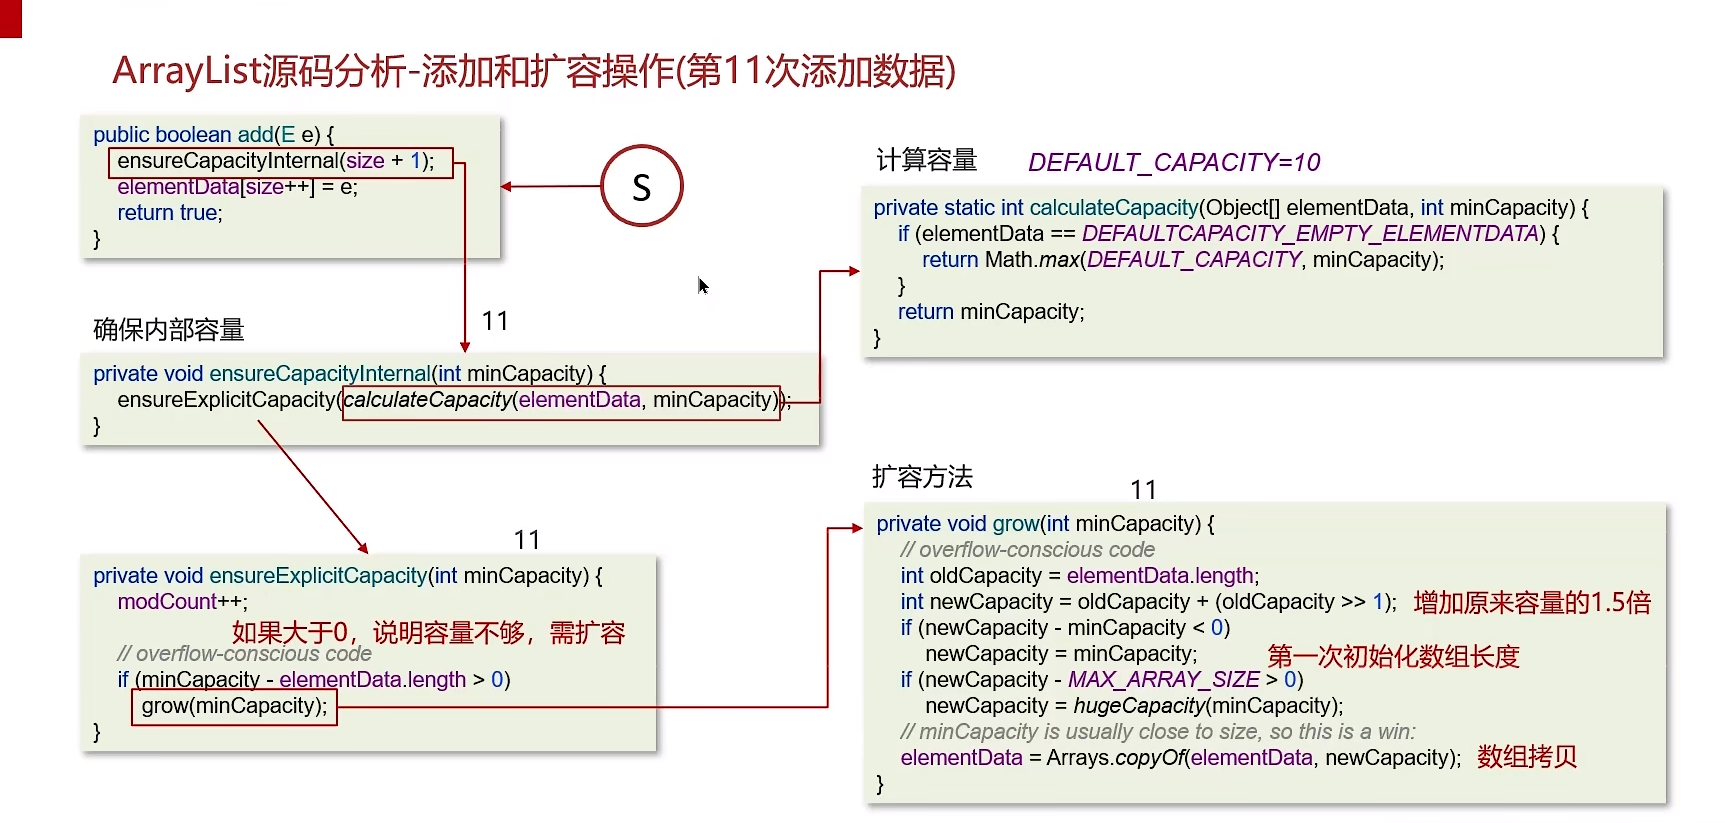 ArrayList源码分析-添加和扩容操作(第11次添加数据)
public boolean add(E e) {
ensureCapacityInternal(size + 1);
elementData[size++] = e;
return true;
}
S
计算容量
DEFAULT_CAPACITY=10
private static int calculateCapacity(Object[] elementData, int minCapacity) {
if (elementData == DEFAULTCAPACITY_EMPTY_ELEMENTDATA) {
return Math.max(DEFAULT_CAPACITY, minCapacity);
}
return minCapacity;
}
确保内部容量
11
private void ensureCapacityInternal(int minCapacity) {
ensureExplicitCapacity(calculateCapacity(elementData, minCapacity));
}
11
private void ensureExplicitCapacity(int minCapacity) {
modCount++;
如果大于0，说明容量不够，需扩容
// overflow-conscious code
if (minCapacity - elementData.length > 0)
grow(minCapacity);
}
扩容方法
11
private void grow(int minCapacity) {
// overflow-conscious code
int oldCapacity = elementData.length;
int newCapacity = oldCapacity + (oldCapacity >> 1); 增加原来容量的1.5倍
if (newCapacity - minCapacity < 0)
newCapacity = minCapacity; 第一次初始化数组长度
if (newCapacity - MAX_ARRAY_SIZE > 0)
newCapacity = hugeCapacity(minCapacity);
// minCapacity is usually close to size, so this is a win:
elementData = Arrays.copyOf(elementData, newCapacity); 数组拷贝
}